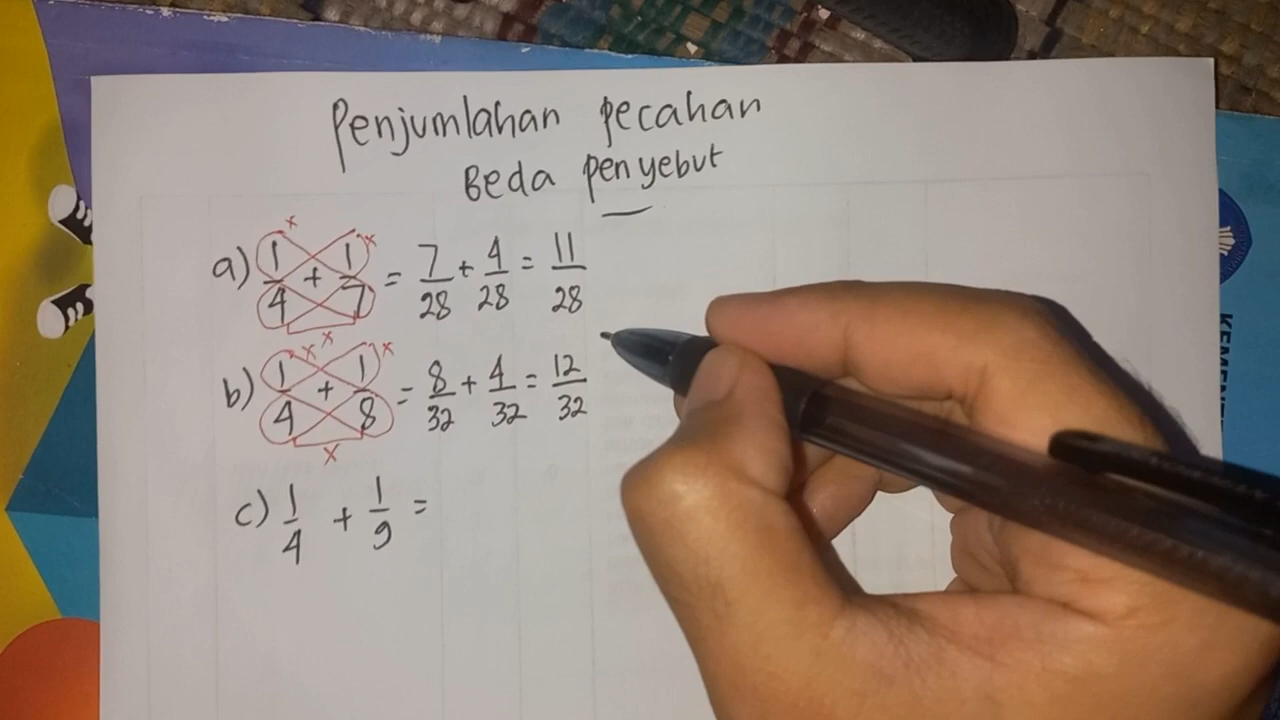 Penjumlahan pecahan
Beda penyebut
a) 1/4 + 1/7 = 7/28 + 4/28 = 11/28
b) 1/4 + 1/8 = 8/32 + 4/32 = 12/32
c) 1/4 + 1/9 =
KEMEN